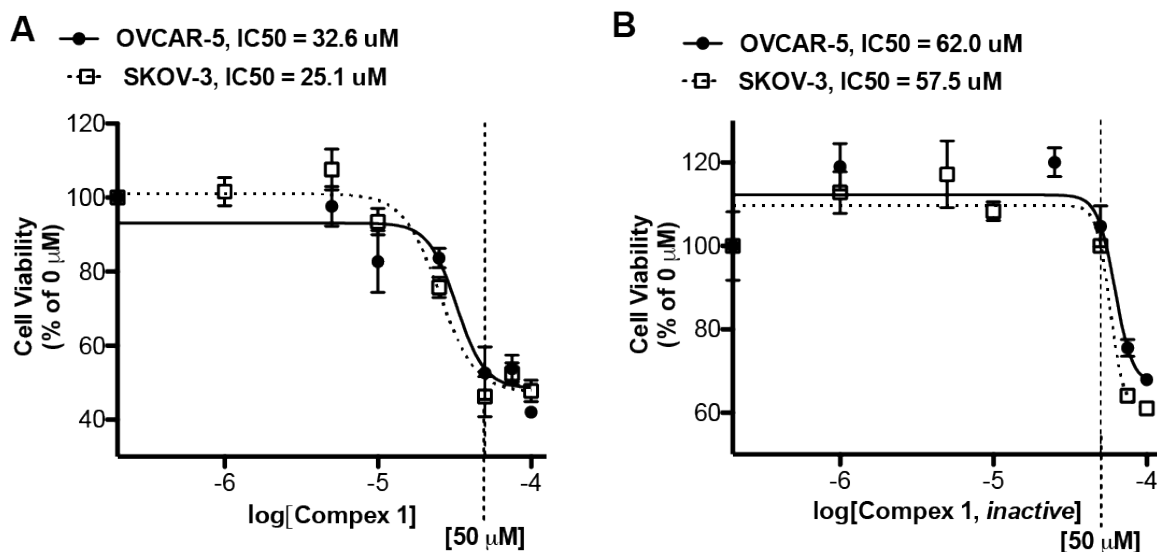 A
OVCAR-5, IC50 = 32.6 uM
SKOV-3, IC50 = 25.1 uM
120
100
80
60
40
Cell Viability
(% of 0 μM)
-6
-5
-4
log[Compex 1]
[50 μM]
B
OVCAR-5, IC50 = 62.0 uM
SKOV-3, IC50 = 57.5 uM
120
100
80
60
Cell Viability
(% of 0 μM)
-6
-5
-4
log[Compex 1, inactive]
[50 μM]